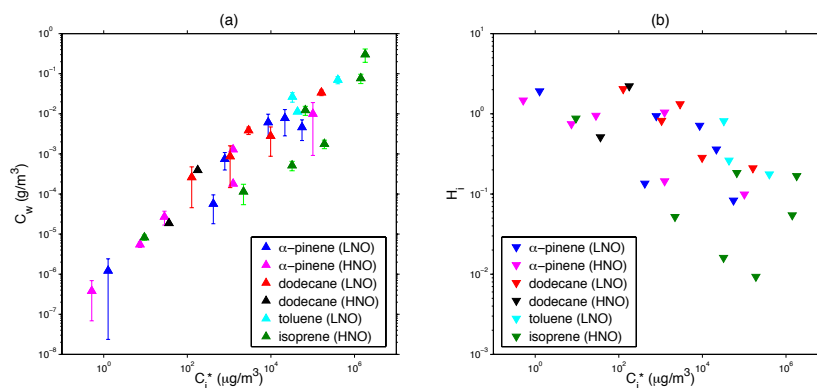 (a)
10^0
10^−1
10^−2
10^−3
10^−4
10^−5
10^−6
10^−7
10^−8
C_w (g/m^3)
10^0
10^2
10^4
10^6
C_i* (μg/m^3)
α−pinene (LNO)
α−pinene (HNO)
dodecane (LNO)
dodecane (HNO)
toluene (LNO)
isoprene (HNO)
(b)
10^1
10^0
10^−1
10^−2
10^−3
H_i
10^0
10^2
10^4
10^6
C_i* (μg/m^3)
α−pinene (LNO)
α−pinene (HNO)
dodecane (LNO)
dodecane (HNO)
toluene (LNO)
isoprene (HNO)